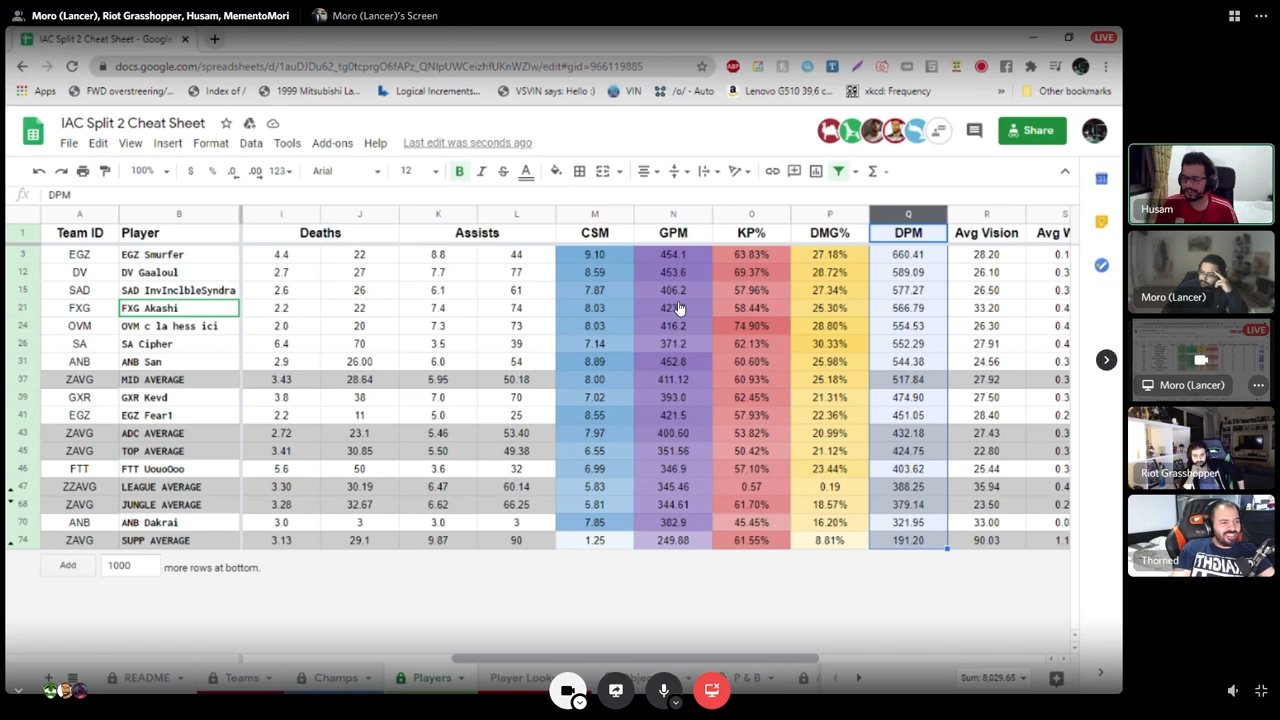 Moro (Lancer), Riot Grasshopper, Husam, MementoMori
Moro (Lancer)'s Screen
IAC Split 2 Cheat Sheet - Google
LIVE
Apps
FWD overstreering/...
Index of /
1999 Mitsubishi Lal...
Logical Increments...
VSVIN says: Hello :)
VIN
/o/ - Auto
Lenovo G510 39,6 c...
xkcd: Frequency
Other bookmarks
IAC Split 2 Cheat Sheet
Share
File Edit View Insert Format Data Tools Add-ons Help Last edit was seconds ago
100% $ % .0 .00 123 Arial 12 B I S A
fx DPM
A B I J K L M N O P Q R S
1 Team ID Player Deaths Assists CSM GPM KP% DMG% DPM Avg Vision Avg W
3 EGZ EGZ Smurfer 4.4 22 8.8 44 9.10 454.1 63.83% 27.18% 660.41 28.20 0.1
12 DV DV Gaaloul 2.7 27 7.7 77 8.59 453.6 69.37% 28.72% 589.09 26.10 0.3
15 SAD SAD InvInclbleSyndra 2.6 26 6.1 61 7.87 406.2 57.96% 27.34% 577.27 26.50 0.3
21 FXG FXG Akashi 2.2 22 7.4 74 8.03 58.44% 25.30% 566.79 33.20 0.4
24 OVM OVM c la hess ici 2.0 20 7.3 73 8.03 416.2 74.90% 28.80% 554.53 26.30 0.4
26 SA SA Cipher 6.4 70 3.5 39 7.14 371.2 62.13% 30.33% 552.29 27.91 0.4
31 ANB ANB San 2.9 26.00 6.0 54 8.89 452.8 60.60% 25.98% 544.38 24.56 0.3
37 ZAVG MID AVERAGE 3.43 28.64 5.95 50.18 8.00 411.12 60.93% 25.18% 517.84 27.92 0.3
39 GXR GXR Kevd 3.8 38 7.0 70 7.02 393.0 62.45% 21.31% 474.90 27.50 0.3
41 EGZ EGZ Fear1 2.2 11 5.0 25 8.55 421.5 57.93% 22.36% 451.05 28.40 0.2
43 ZAVG ADC AVERAGE 2.72 23.1 5.46 53.40 7.97 400.60 53.82% 20.99% 432.18 27.43 0.3
45 ZAVG TOP AVERAGE 3.41 30.85 5.50 49.38 6.55 351.56 50.42% 21.12% 424.75 22.80 0.3
46 FTT FTT UouoOoo 5.6 50 3.6 32 6.99 346.9 57.10% 23.44% 403.62 25.44 0.3
47 ZZAVG LEAGUE AVERAGE 3.30 30.19 6.47 60.14 5.83 345.46 0.57 0.19 388.25 35.94 0.4
68 ZAVG JUNGLE AVERAGE 3.28 32.67 6.62 66.25 5.81 344.61 61.70% 18.57% 379.14 23.50 0.3
70 ANB ANB Dakrai 3.0 3 3.0 3 7.85 382.9 45.45% 16.20% 321.95 33.00 0.0
74 ZAVG SUPP AVERAGE 3.13 29.1 9.87 90 1.25 249.88 61.55% 8.81% 191.20 90.03 1.1
Add 1000 more rows at bottom.
README Teams Champs Players Player Look P & B Sum: 8,029.65
Husam
Moro (Lancer)
LIVE
Moro (Lancer)
Riot Grasshopper
Thorned